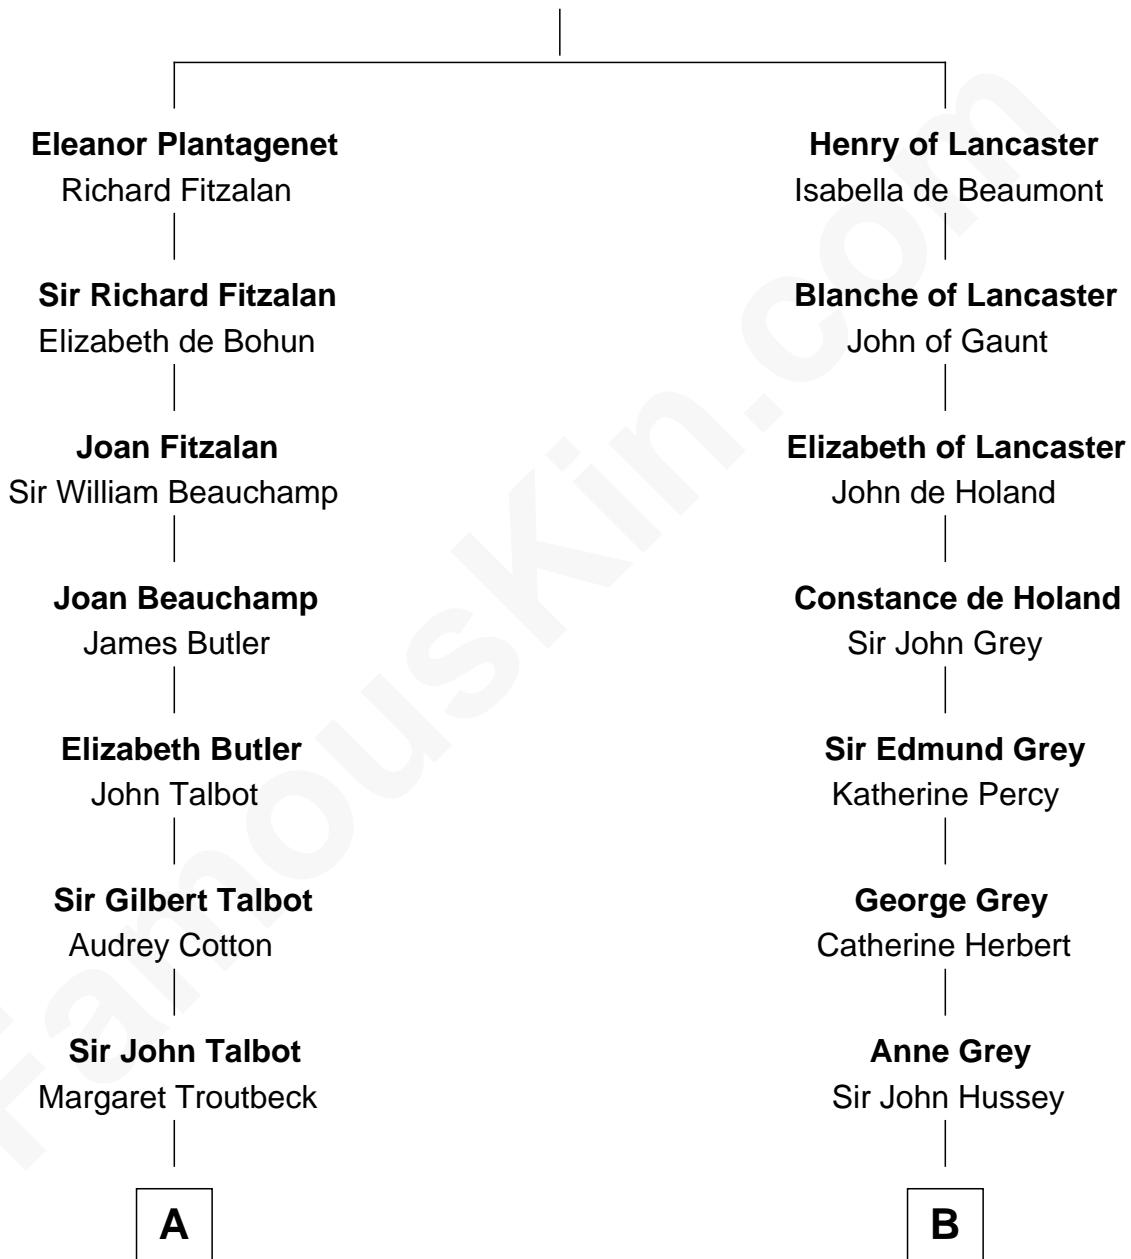 Eleanor Plantagenet
Richard Fitzalan
Sir Richard Fitzalan
Elizabeth de Bohun
Joan Fitzalan
Sir William Beauchamp
Joan Beauchamp
James Butler
Elizabeth Butler
John Talbot
Sir Gilbert Talbot
Audrey Cotton
Sir John Talbot
Margaret Troutbeck
A
Henry of Lancaster
Isabella de Beaumont
Blanche of Lancaster
John of Gaunt
Elizabeth of Lancaster
John de Holand
Constance de Holand
Sir John Grey
Sir Edmund Grey
Katherine Percy
George Grey
Catherine Herbert
Anne Grey
Sir John Hussey
B
FamousKin.com